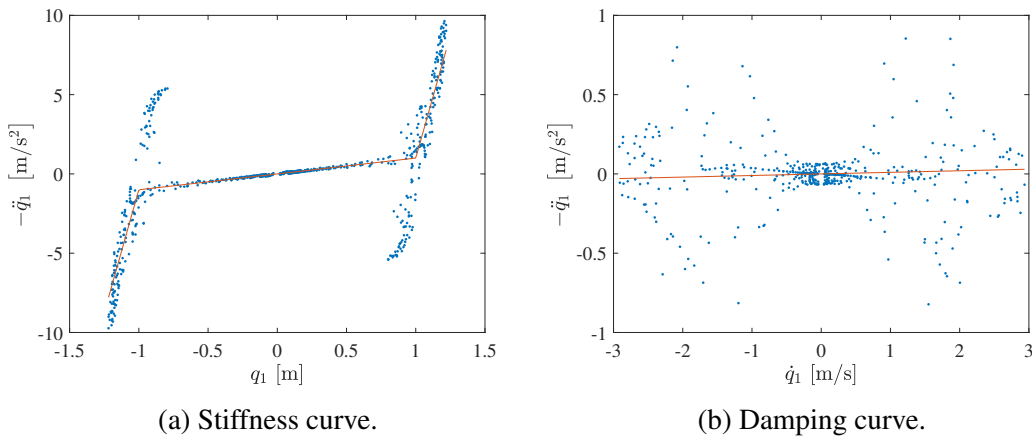 10
5
0
-5
-10
-1.5 -1 -0.5 0 0.5 1 1.5
−q̈₁ [m/s²]
q₁ [m]
(a) Stiffness curve.
1
0.5
0
-0.5
-1
-3 -2 -1 0 1 2 3
−q̈₁ [m/s²]
q̇₁ [m/s]
(b) Damping curve.